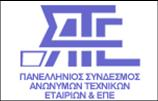 ΣΑΤΕ
ΠΑΝΕΛΛΗΝΙΟΣ ΣΥΝΔΕΣΜΟΣ
ΑΝΩΝΥΜΩΝ ΤΕΧΝΙΚΩΝ
ΕΤΑΙΡΙΩΝ & ΕΠΕ